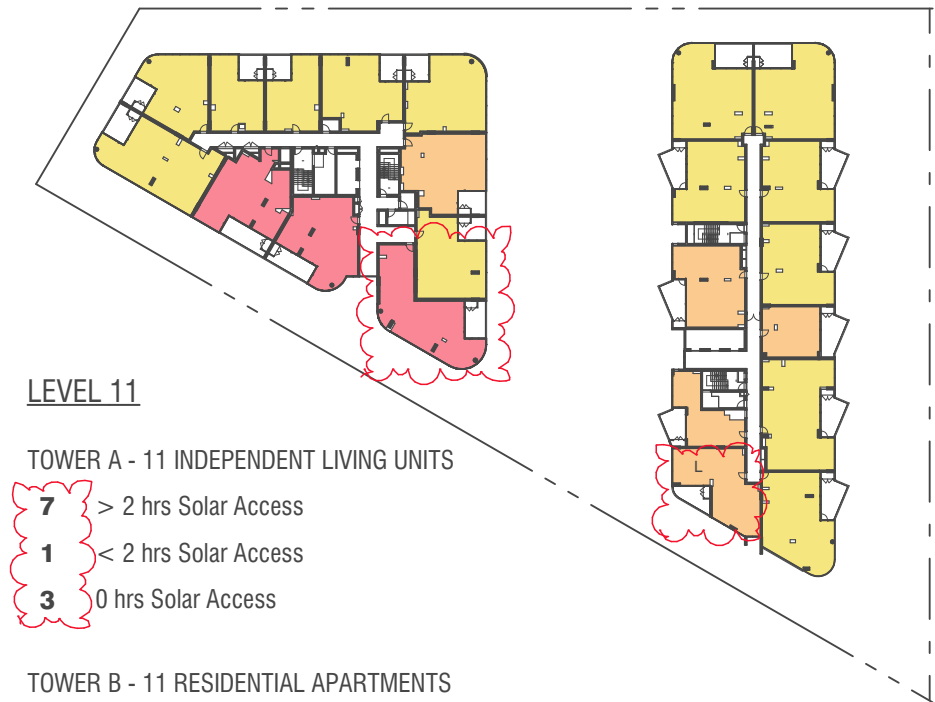 L
LEVEL 11
TOWER A - 11 INDEPENDENT LIVING UNITS
7 > 2 hrs Solar Access
1 < 2 hrs Solar Access
3 0 hrs Solar Access
TOWER B - 11 RESIDENTIAL APARTMENTS